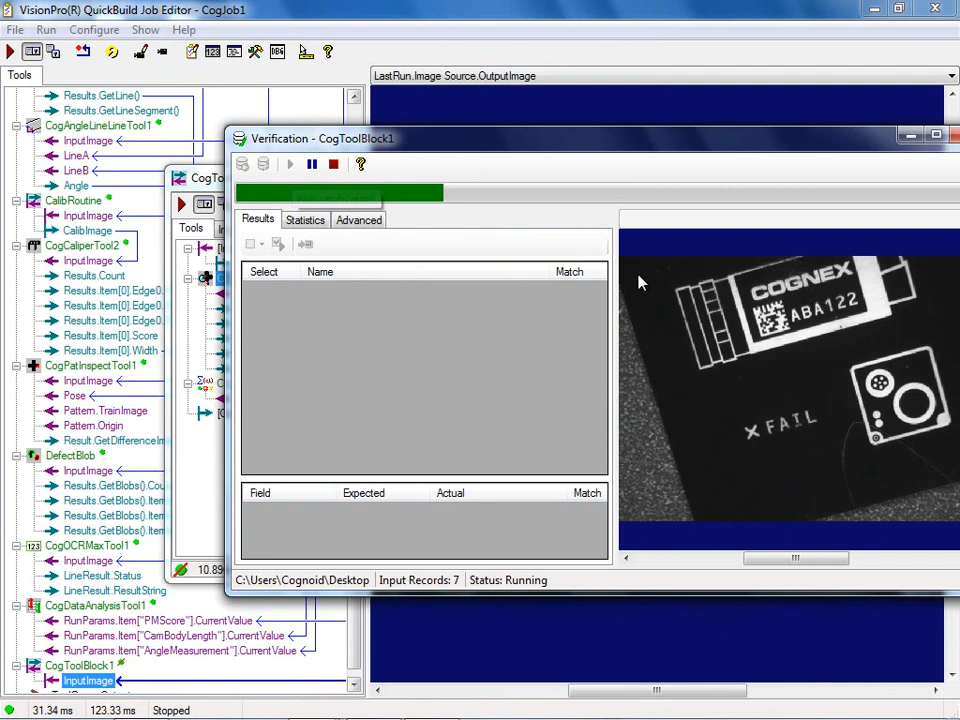 VisionPro(R) QuickBuild Job Editor - CogJob1
File Run Configure Show Help
Tools
LastRun.Image Source.OutputImage
Results.GetLine()
Results.GetLineSegment()
CogAngleLineLineTool1
InputImage
LineA
LineB
Angle
CalibRoutine
InputImage
CalibImage
CogCaliperTool2
InputImage
Results.Count
Results.Item[0].Edge0.
Results.Item[0].Edge0.
Results.Item[0].Edge0.
Results.Item[0].Score
Results.Item[0].Width
CogPatInspectTool1
InputImage
Pose
Pattern.TrainImage
Pattern.Origin
Result.GetDifferenceIm
DefectBlob
InputImage
Results.GetBlobs().Cou
Results.GetBlobs().Item
Results.GetBlobs().Item
Results.GetBlobs().Item
CogOCRMaxTool1
InputImage
LineResult.Status
LineResult.ResultString
CogDataAnalysisTool1
RunParams.Item["PMScore"].CurrentValue
RunParams.Item["CamBodyLength"].CurrentValue
RunParams.Item["AngleMeasurement"].CurrentValue
CogToolBlock1
InputImage
31.34 ms 123.33 ms Stopped
CogTo
Tools
10.89
Verification - CogToolBlock1
Results Statistics Advanced
Select Name Match
Field Expected Actual Match
C:\Users\Cognoid\Desktop Input Records: 7 Status: Running
COGNEX
ABA122
X FAIL